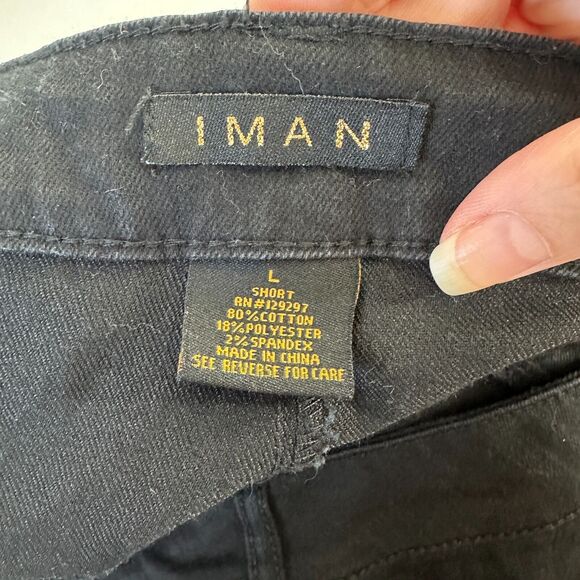 IMAN
L
SHORT
RN#129297
80%COTTON
18%POLYESTER
2%SPANDEX
MADE IN CHINA
SEE REVERSE FOR CARE